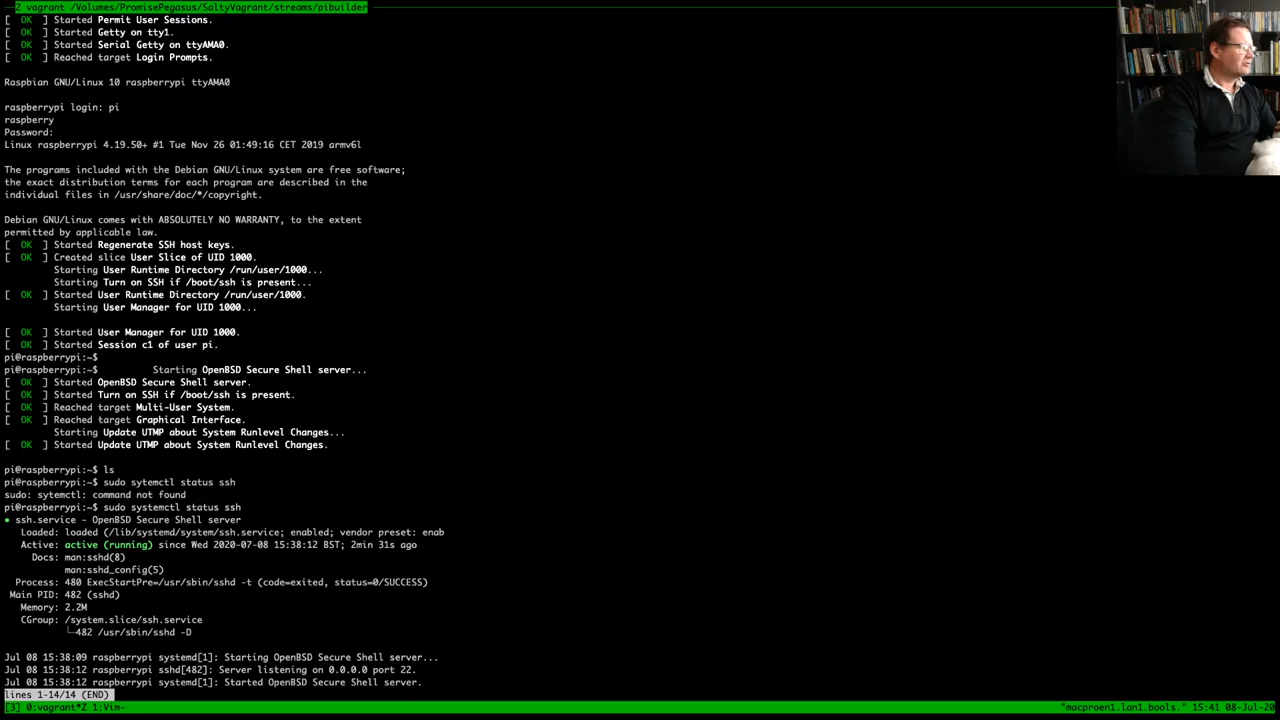 Z vagrant /Volumes/PromisePegasus/SaltyVagrant/streams/pibuilder
[  OK  ] Started Permit User Sessions.
[  OK  ] Started Getty on tty1.
[  OK  ] Started Serial Getty on ttyAMA0.
[  OK  ] Reached target Login Prompts.
Raspbian GNU/Linux 10 raspberrypi ttyAMA0
raspberrypi login: pi
raspberry
Password:
Linux raspberrypi 4.19.50+ #1 Tue Nov 26 01:49:16 CET 2019 armv6l
The programs included with the Debian GNU/Linux system are free software;
the exact distribution terms for each program are described in the
individual files in /usr/share/doc/*/copyright.
Debian GNU/Linux comes with ABSOLUTELY NO WARRANTY, to the extent
permitted by applicable law.
[  OK  ] Started Regenerate SSH host keys.
[  OK  ] Created slice User Slice of UID 1000.
Starting User Runtime Directory /run/user/1000...
Starting Turn on SSH if /boot/ssh is present...
[  OK  ] Started User Runtime Directory /run/user/1000.
Starting User Manager for UID 1000...
[  OK  ] Started User Manager for UID 1000.
[  OK  ] Started Session c1 of user pi.
pi@raspberrypi:~$
pi@raspberrypi:~$          Starting OpenBSD Secure Shell server...
[  OK  ] Started OpenBSD Secure Shell server.
[  OK  ] Started Turn on SSH if /boot/ssh is present.
[  OK  ] Reached target Multi-User System.
[  OK  ] Reached target Graphical Interface.
Starting Update UTMP about System Runlevel Changes...
[  OK  ] Started Update UTMP about System Runlevel Changes.
pi@raspberrypi:~$ ls
pi@raspberrypi:~$ sudo sytemctl status ssh
sudo: sytemctl: command not found
pi@raspberrypi:~$ sudo systemctl status ssh
● ssh.service - OpenBSD Secure Shell server
Loaded: loaded (/lib/systemd/system/ssh.service; enabled; vendor preset: enab
Active: active (running) since Wed 2020-07-08 15:38:12 BST; 2min 31s ago
Docs: man:sshd(8)
man:sshd_config(5)
Process: 480 ExecStartPre=/usr/sbin/sshd -t (code=exited, status=0/SUCCESS)
Main PID: 482 (sshd)
Memory: 2.2M
CGroup: /system.slice/ssh.service
└─482 /usr/sbin/sshd -D
Jul 08 15:38:09 raspberrypi systemd[1]: Starting OpenBSD Secure Shell server...
Jul 08 15:38:12 raspberrypi sshd[482]: Server listening on 0.0.0.0 port 22.
Jul 08 15:38:12 raspberrypi systemd[1]: Started OpenBSD Secure Shell server.
lines 1-14/14 (END)
[3] 0:vagrant*Z 1:Vim- "macproen1.lan1.bools." 15:41 08-Jul-20